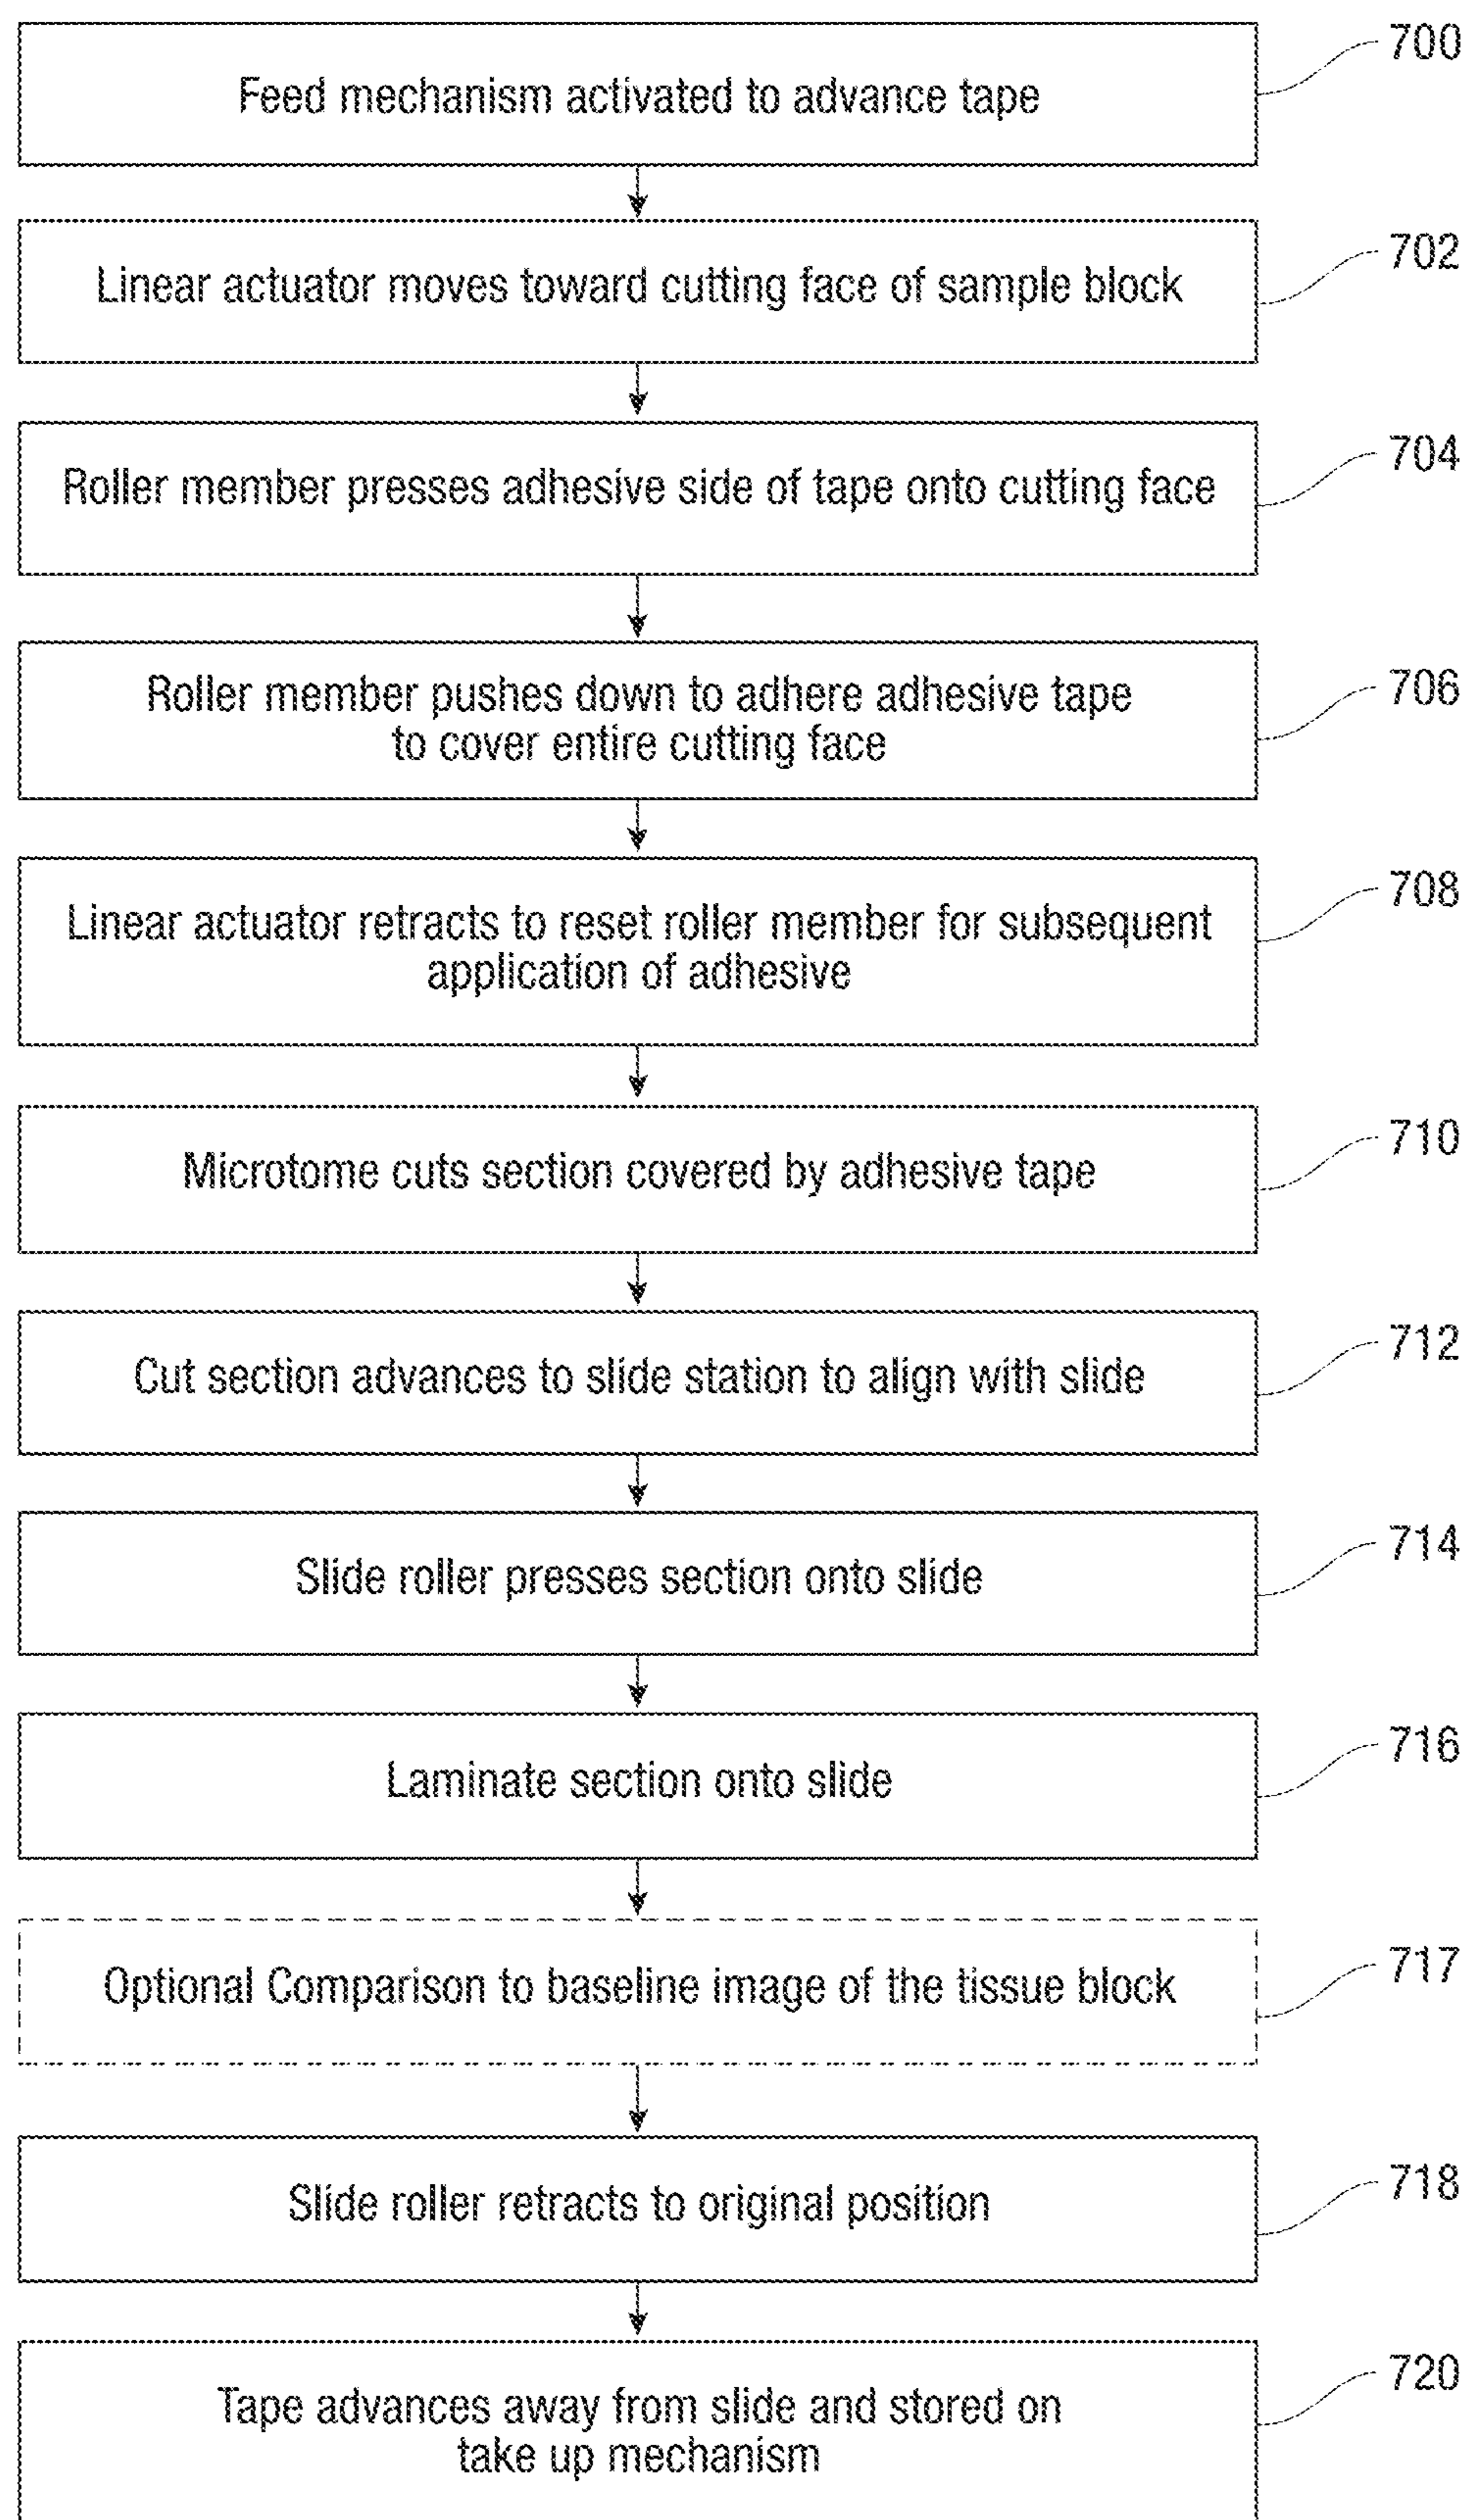 Feed mechanism activated to advance tape
700
Linear actuator moves toward cutting face of sample block
702
Roller member presses adhesive side of tape onto cutting face
704
Roller member pushes down to adhere adhesive tape
to cover entire cutting face
706
Linear actuator retracts to reset roller member for subsequent
application of adhesive
708
Microtome cuts section covered by adhesive tape
710
Cut section advances to slide station to align with slide
712
Slide roller presses section onto slide
714
Laminate section onto slide
716
Optional Comparison to baseline image of the tissue block
717
Slide roller retracts to original position
718
Tape advances away from slide and stored on
take up mechanism
720